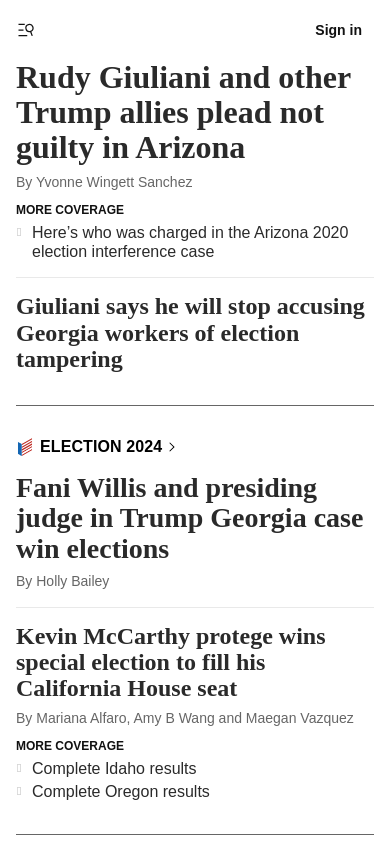 Sign in
Rudy Giuliani and other
Trump allies plead not
guilty in Arizona
By Yvonne Wingett Sanchez
MORE COVERAGE
Here’s who was charged in the Arizona 2020
election interference case
Giuliani says he will stop accusing
Georgia workers of election
tampering
ELECTION 2024
Fani Willis and presiding
judge in Trump Georgia case
win elections
By Holly Bailey
Kevin McCarthy protege wins
special election to fill his
California House seat
By Mariana Alfaro, Amy B Wang and Maegan Vazquez
MORE COVERAGE
Complete Idaho results
Complete Oregon results